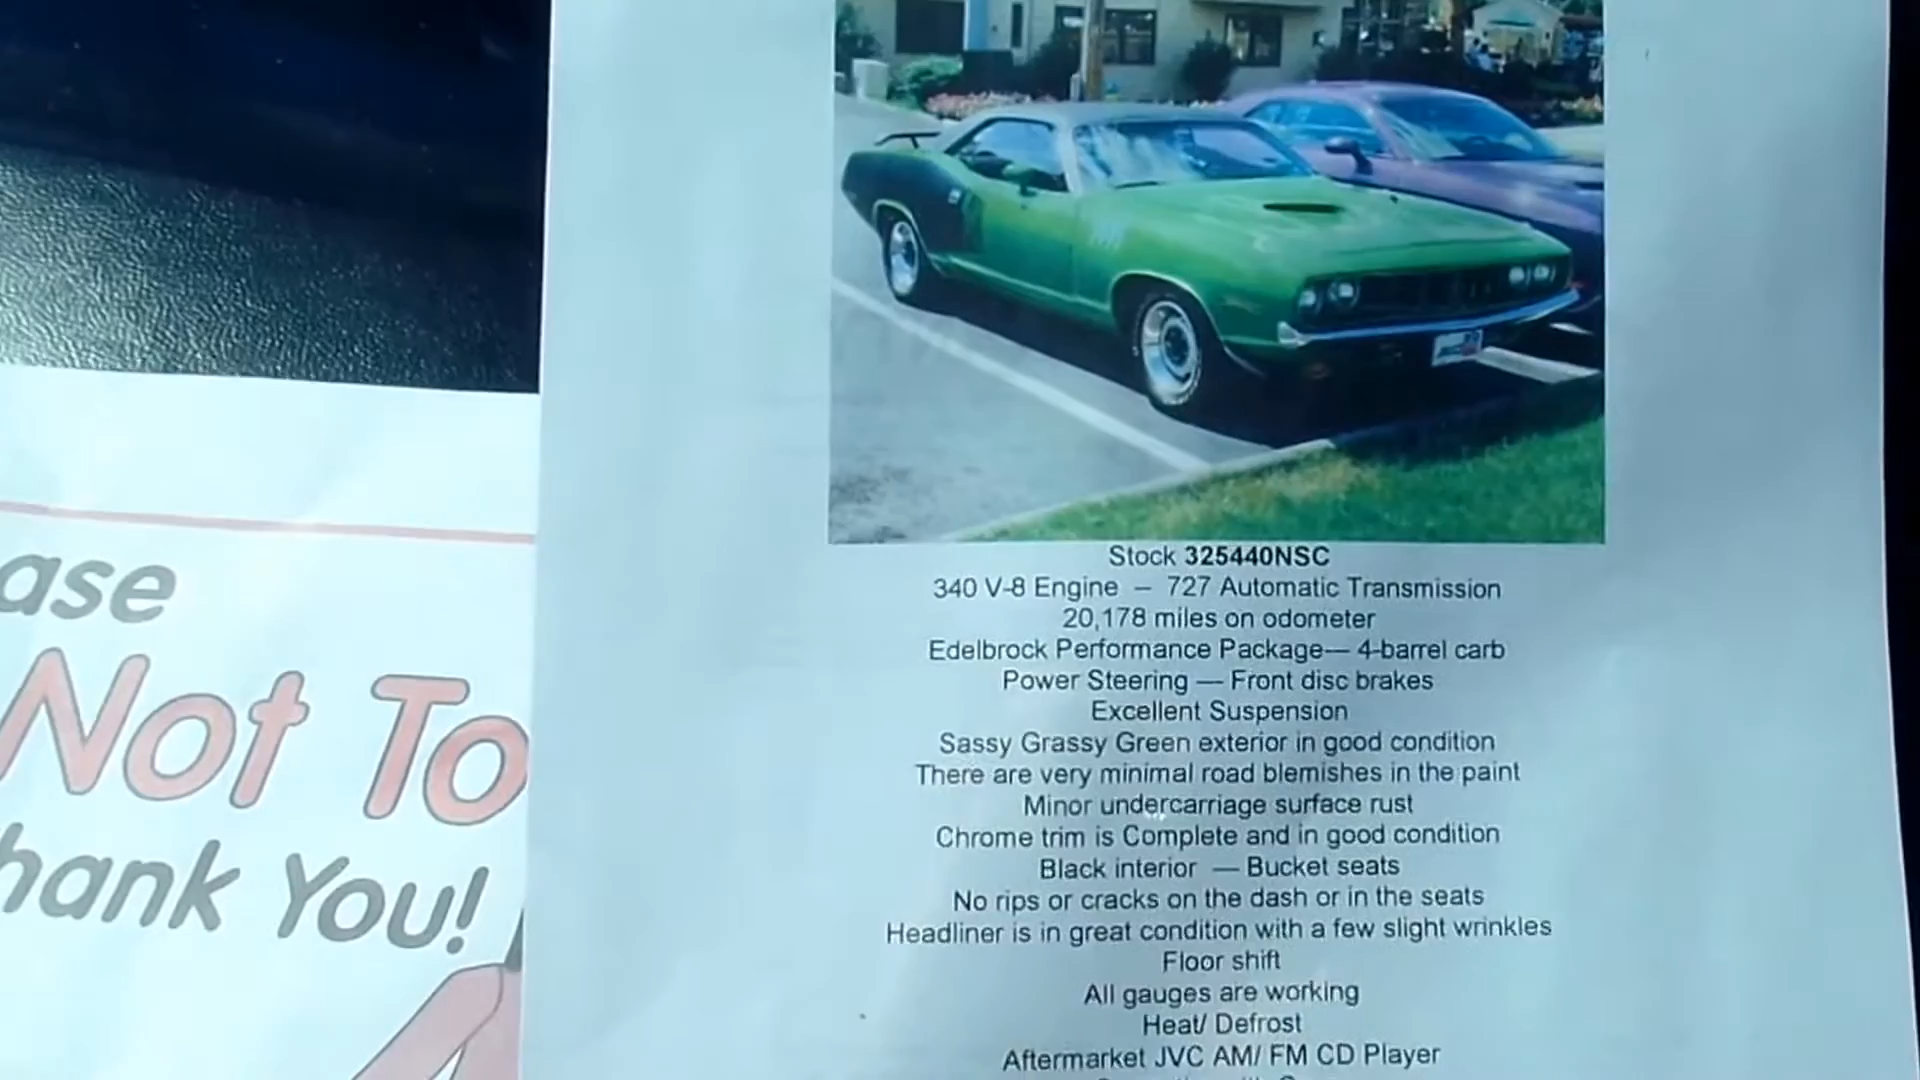 ase
Not To
hank You!
Stock 325440NSC
340 V-8 Engine – 727 Automatic Transmission
20,178 miles on odometer
Edelbrock Performance Package— 4-barrel carb
Power Steering — Front disc brakes
Excellent Suspension
Sassy Grassy Green exterior in good condition
There are very minimal road blemishes in the paint
Minor undercarriage surface rust
Chrome trim is Complete and in good condition
Black interior — Bucket seats
No rips or cracks on the dash or in the seats
Headliner is in great condition with a few slight wrinkles
Floor shift
All gauges are working
Heat/ Defrost
Aftermarket JVC AM/ FM CD Player